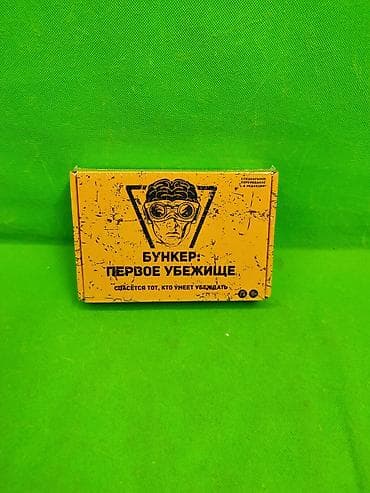 БУНКЕР:
ПЕРВОЕ УБЕЖИЩЕ
СПАСЁТСЯ ТОТ, КТО УМЕЕТ УБЕЖДАТЬ